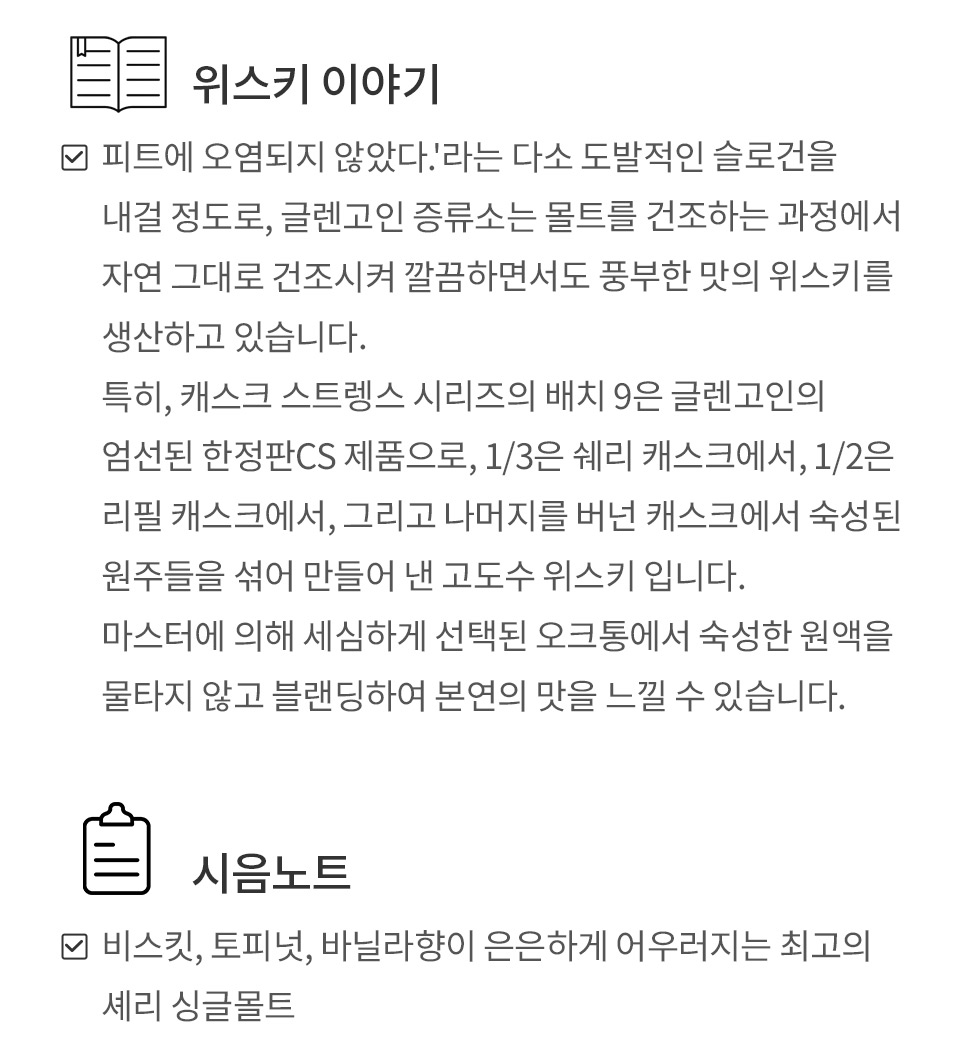 위스키 이야기
피트에 오염되지 않았다.'라는 다소 도발적인 슬로건을
내걸 정도로, 글렌고인 증류소는 몰트를 건조하는 과정에서
자연 그대로 건조시켜 깔끔하면서도 풍부한 맛의 위스키를
생산하고 있습니다.
특히, 캐스크 스트렝스 시리즈의 배치 9은 글렌고인의
엄선된 한정판CS 제품으로, 1/3은 쉐리 캐스크에서, 1/2은
리필 캐스크에서, 그리고 나머지를 버넌 캐스크에서 숙성된
원주들을 섞어 만들어 낸 고도수 위스키 입니다.
마스터에 의해 세심하게 선택된 오크통에서 숙성한 원액을
물타지 않고 블랜딩하여 본연의 맛을 느낄 수 있습니다.
시음노트
비스킷, 토피넛, 바닐라향이 은은하게 어우러지는 최고의
셰리 싱글몰트